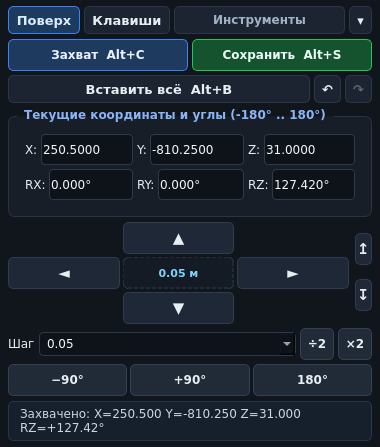 Поверх Клавиши Инструменты ▼
Захват Alt+C Сохранить Alt+S
Вставить всё Alt+B ↶ ↷
Текущие координаты и углы (-180° .. 180°)
X: 250.5000 Y: -810.2500 Z: 31.0000
RX: 0.000° RY: 0.000° RZ: 127.420°
▲
◄ 0.05 м ►
▼
↥
↧
Шаг 0.05 ÷2 ×2
−90° +90° 180°
Захвачено: X=250.500 Y=-810.250 Z=31.000
RZ=+127.42°